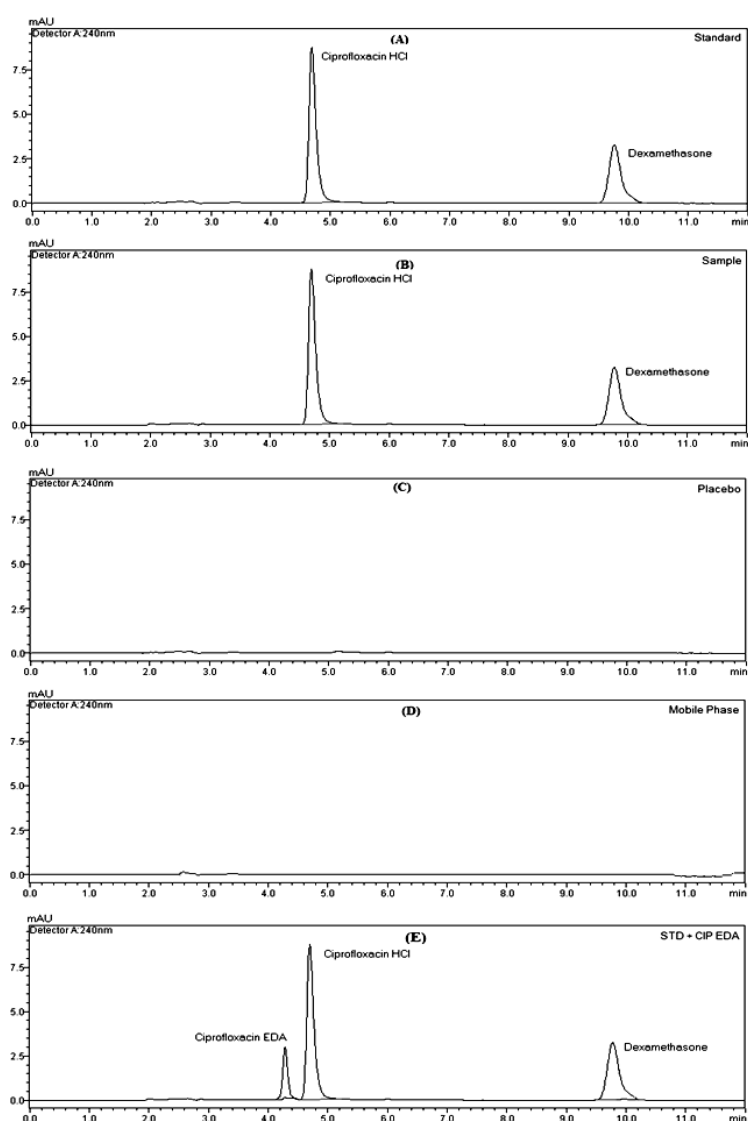 mAU
Detector A:240nm
(A)
Standard
Ciprofloxacin HCl
Dexamethasone
7.5
5.0
2.5
0.0
0.0 1.0 2.0 3.0 4.0 5.0 6.0 7.0 8.0 9.0 10.0 11.0 min
mAU
Detector A:240nm
(B)
Sample
Ciprofloxacin HCl
Dexamethasone
7.5
5.0
2.5
0.0
0.0 1.0 2.0 3.0 4.0 5.0 6.0 7.0 8.0 9.0 10.0 11.0 min
mAU
Detector A:240nm
(C)
Placebo
7.5
5.0
2.5
0.0
0.0 1.0 2.0 3.0 4.0 5.0 6.0 7.0 8.0 9.0 10.0 11.0 min
mAU
Detector A:240nm
(D)
Mobile Phase
7.5
5.0
2.5
0.0
0.0 1.0 2.0 3.0 4.0 5.0 6.0 7.0 8.0 9.0 10.0 11.0 min
mAU
Detector A:240nm
(E)
STD + CIP EDA
Ciprofloxacin HCl
Ciprofloxacin EDA
Dexamethasone
7.5
5.0
2.5
0.0
0.0 1.0 2.0 3.0 4.0 5.0 6.0 7.0 8.0 9.0 10.0 11.0 min